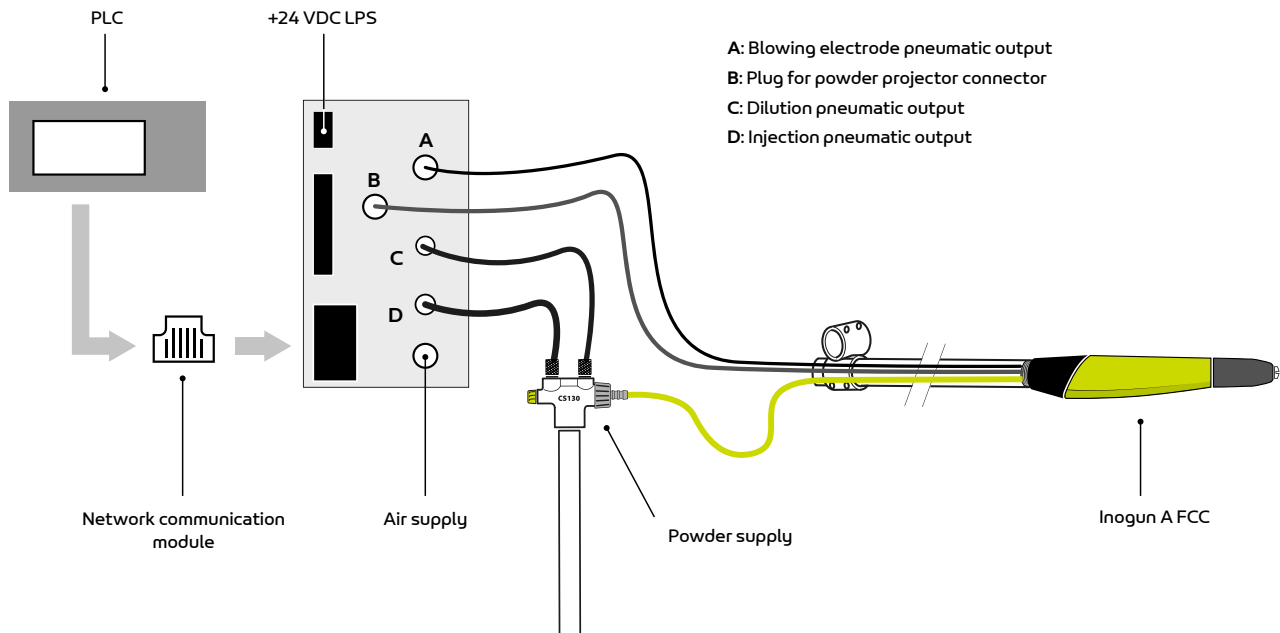 PLC
+24 VDC LPS
A: Blowing electrode pneumatic output
B: Plug for powder projector connector
C: Dilution pneumatic output
D: Injection pneumatic output
A
B
C
D
CS130
Network communication
module
Air supply
Powder supply
Inogun A FCC